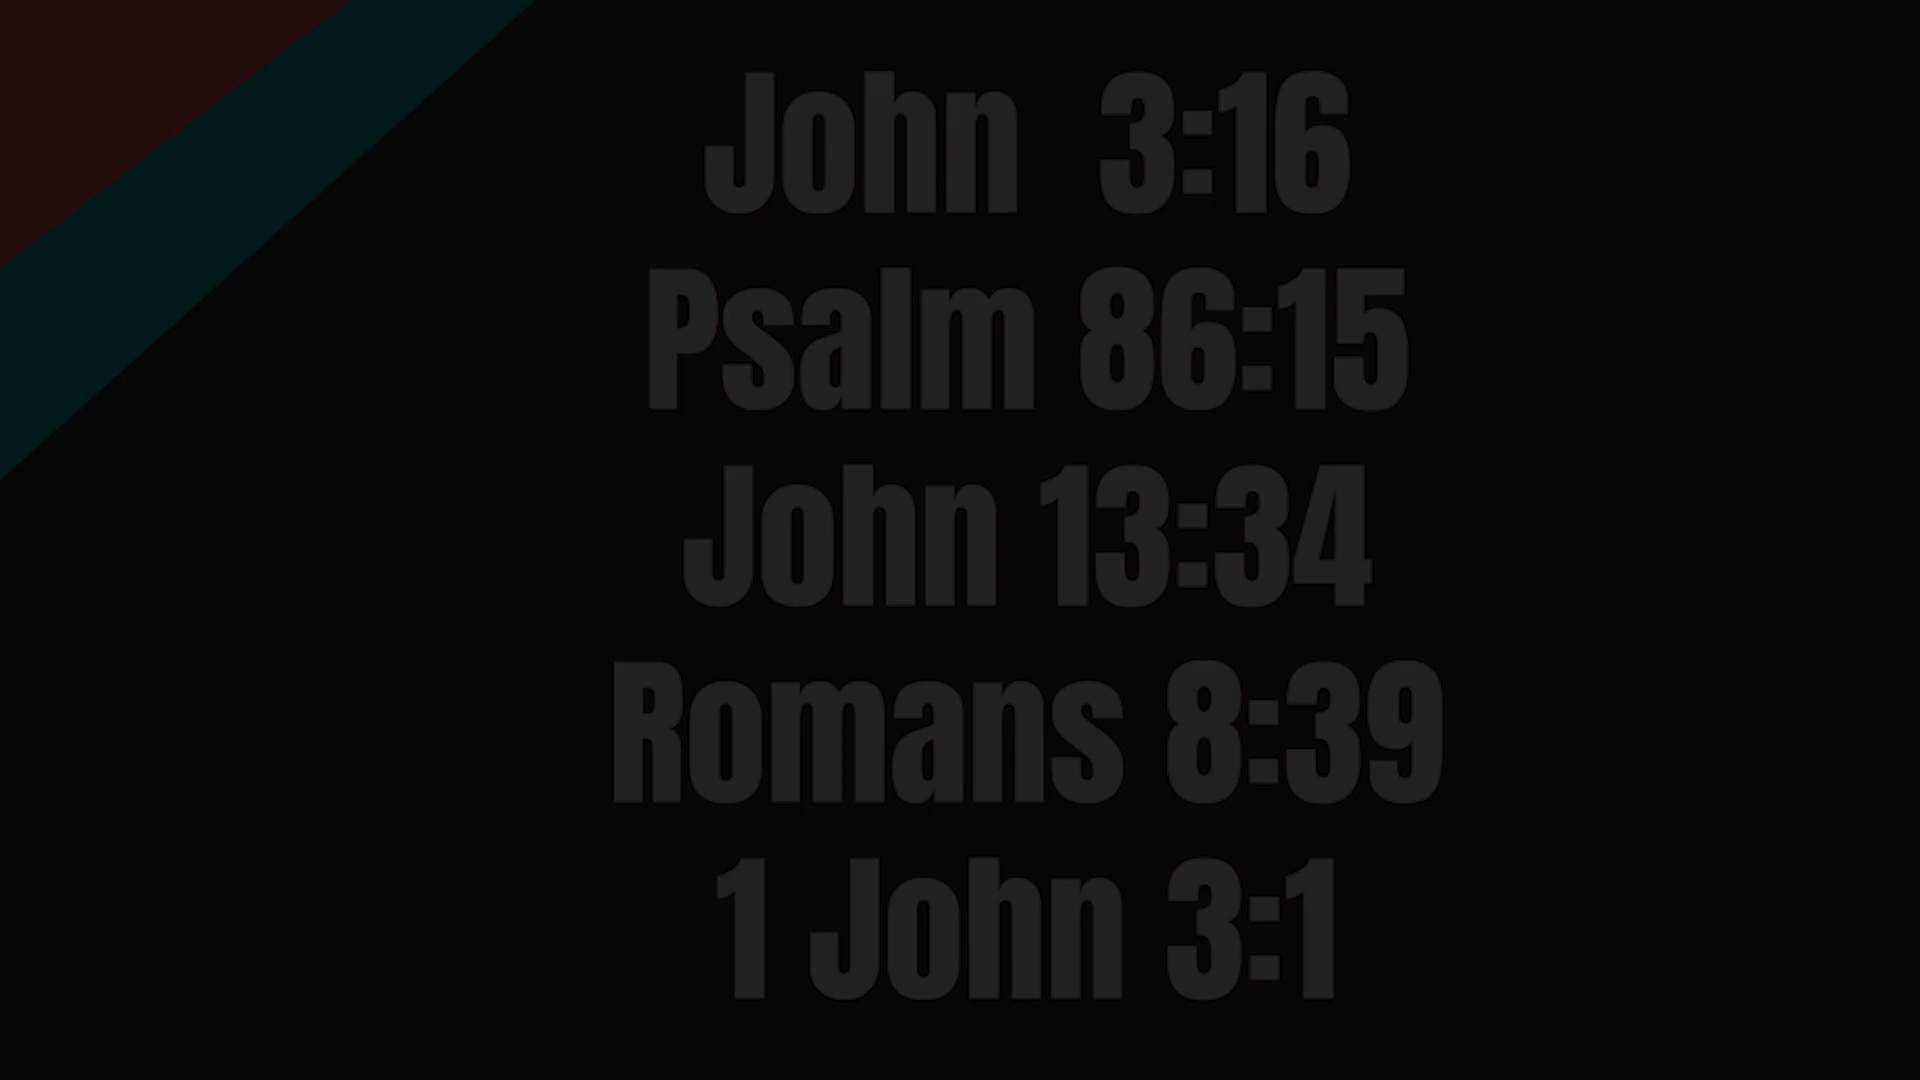 John  3:16
Psalm 86:15
John 13:34
Romans 8:39
1 John 3:1